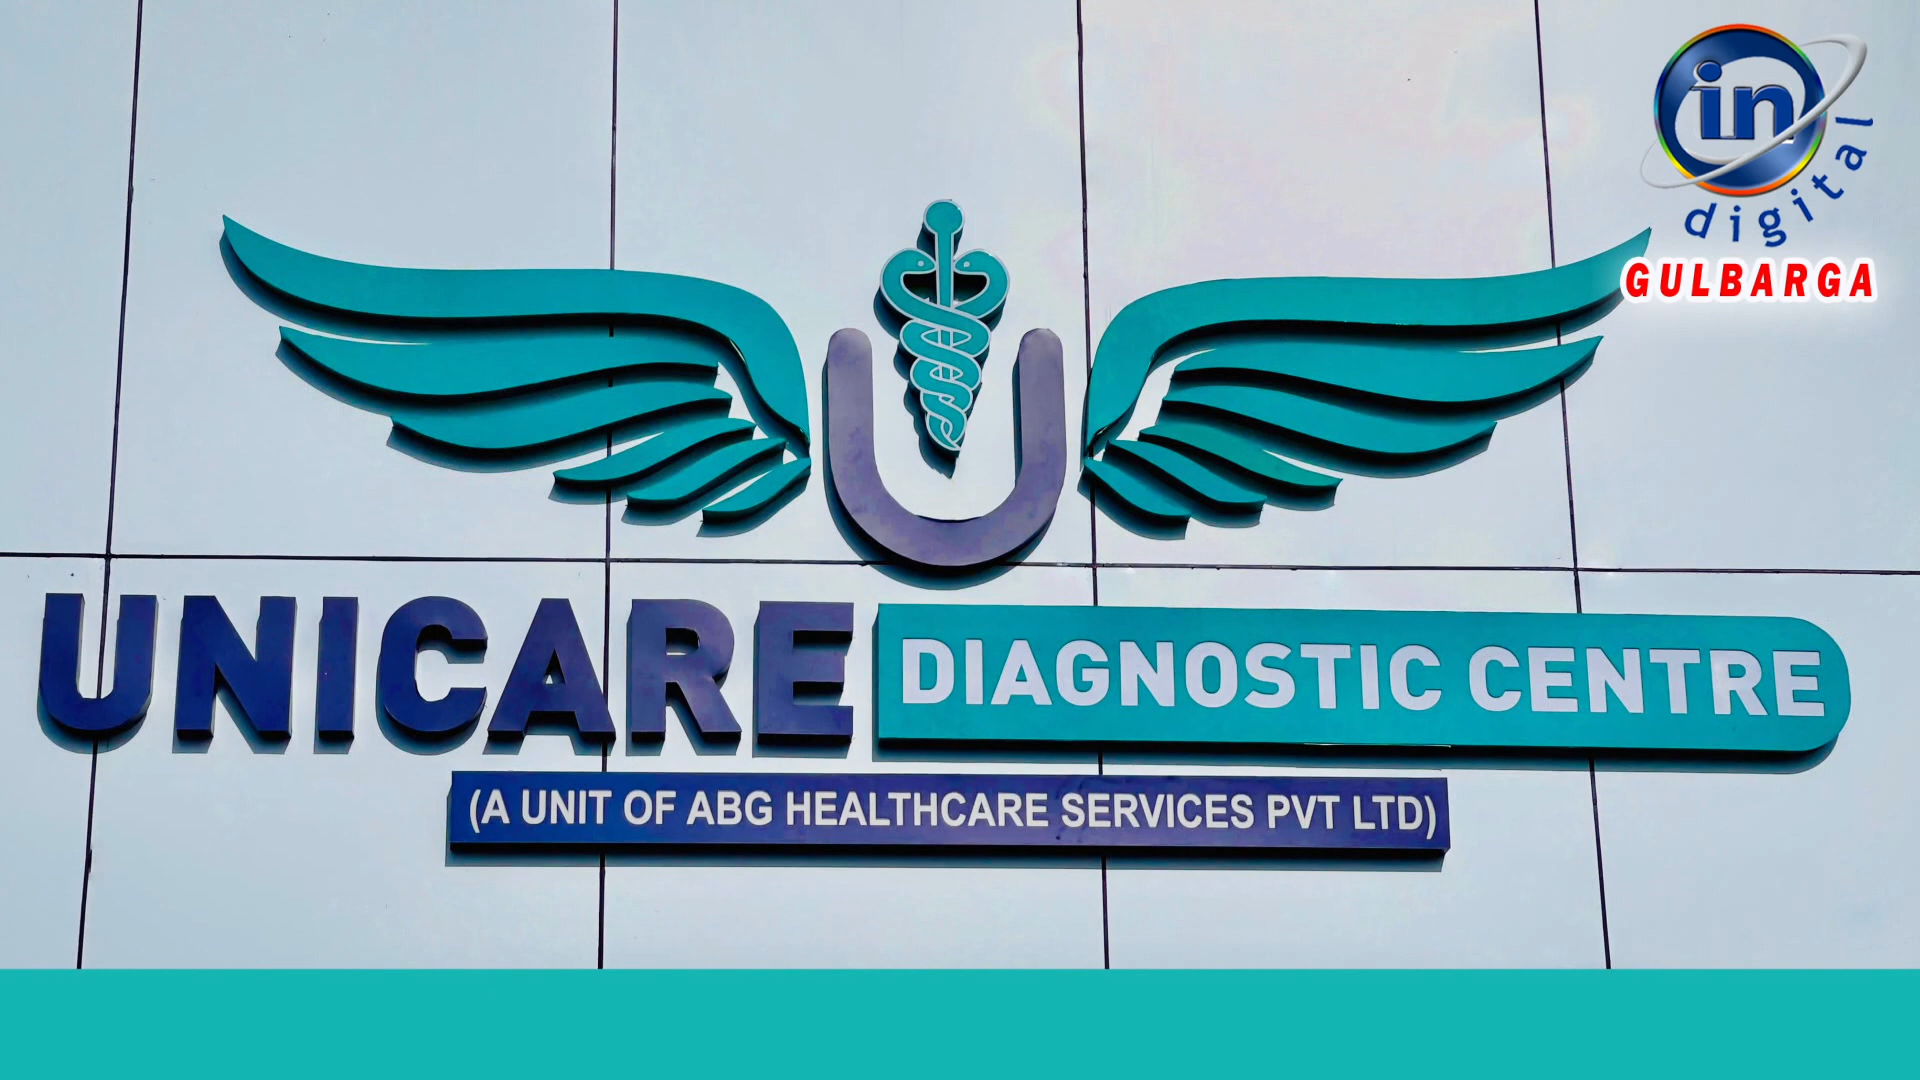 in
digital
GULBARGA
U
UNICARE DIAGNOSTIC CENTRE
(A UNIT OF ABG HEALTHCARE SERVICES PVT LTD)